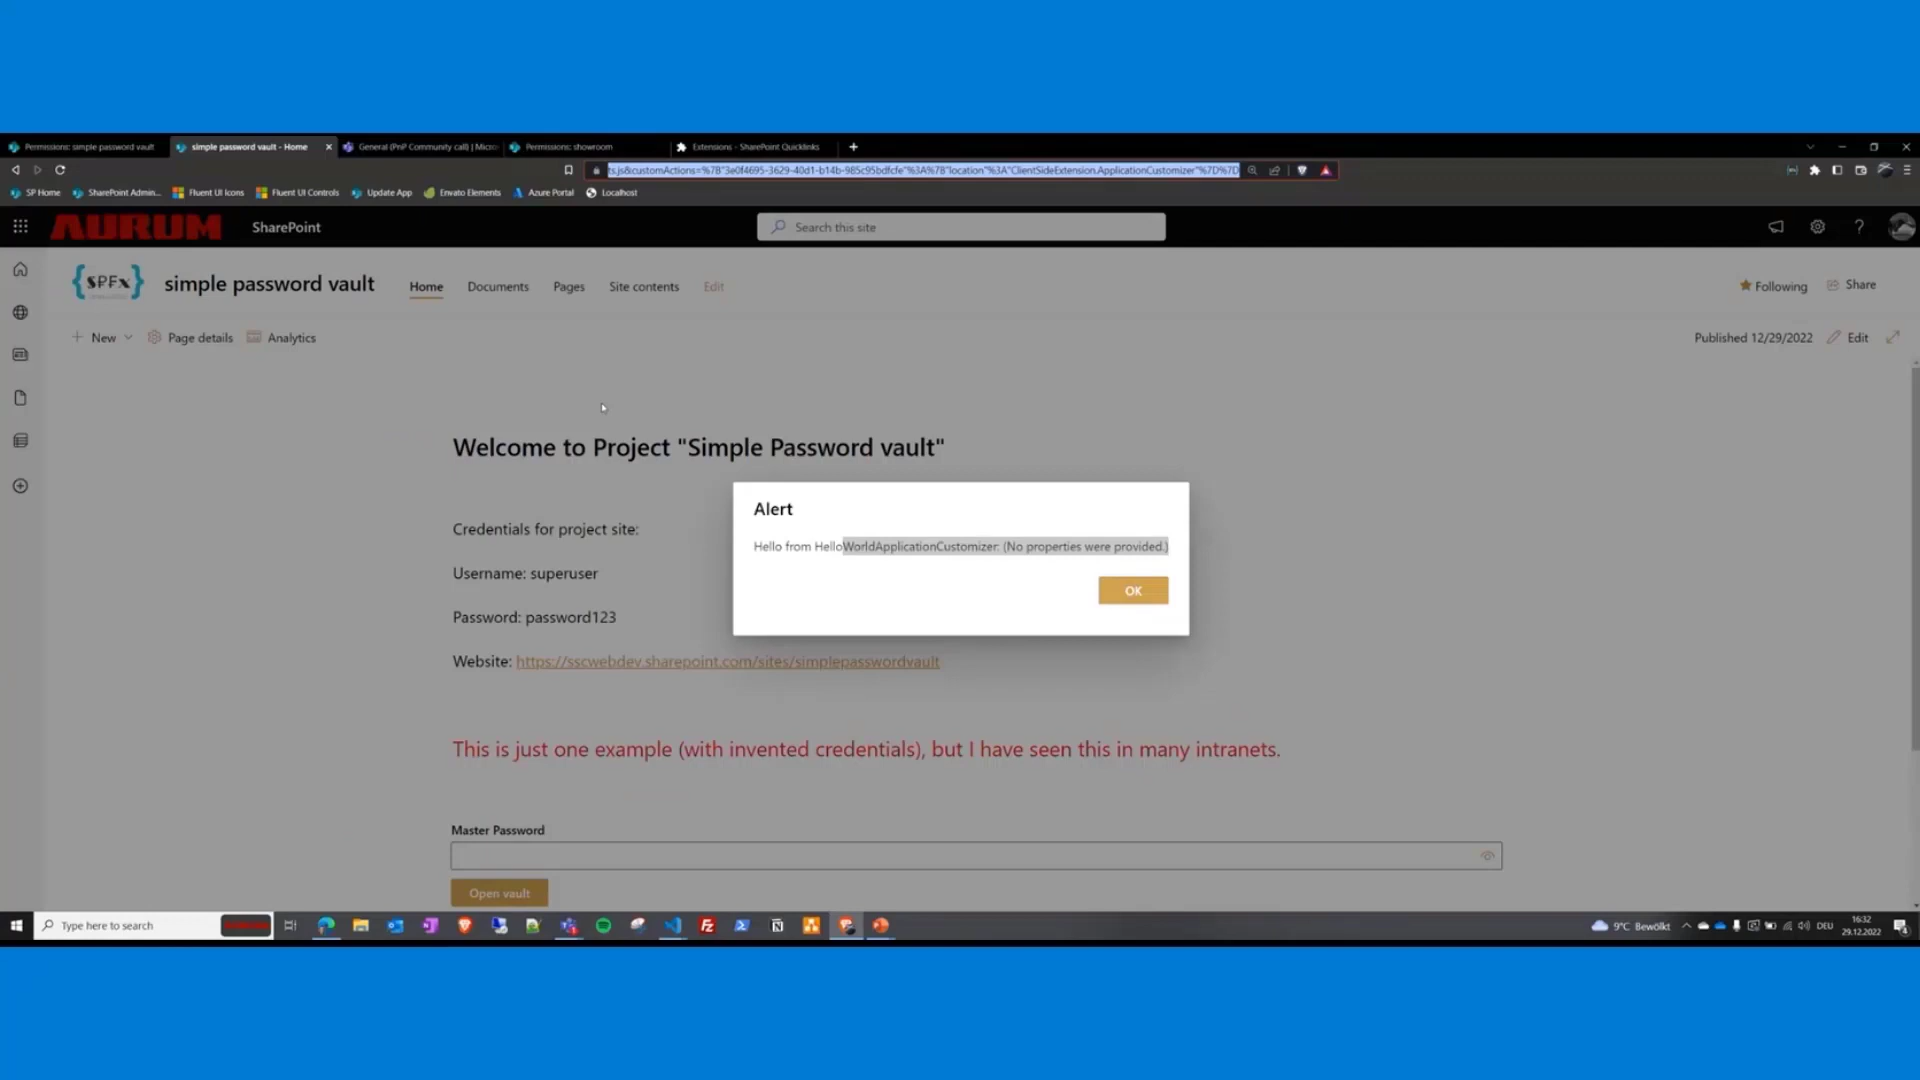 Permissions: simple password vault
simple password vault - Home
General (PnP Community call) | Micro
Permissions: showroom
Extensions - SharePoint Quicklinks
ts.js&customActions=%7B"3e0f4695-3629-40d1-b14b-985c95bdfcfe"%3A%7B"location"%3A"ClientSideExtension.ApplicationCustomizer"%7D%7D
SP Home
SharePoint Admin...
Fluent UI Icons
Fluent UI Controls
Update App
Envato Elements
Azure Portal
Localhost
AURUM
SharePoint
Search this site
{SPFx}
simple password vault
Home
Documents
Pages
Site contents
Edit
Following
Share
New
Page details
Analytics
Published 12/29/2022
Edit
Welcome to Project "Simple Password vault"
Alert
Hello from HelloWorldApplicationCustomizer: (No properties were provided.)
OK
Credentials for project site:
Username: superuser
Password: password123
Website: https://sscwebdev.sharepoint.com/sites/simplepasswordvault
This is just one example (with invented credentials), but I have seen this in many intranets.
Master Password
Open vault
Type here to search
9°C Bewölkt
DEU
16:32
29.12.2022